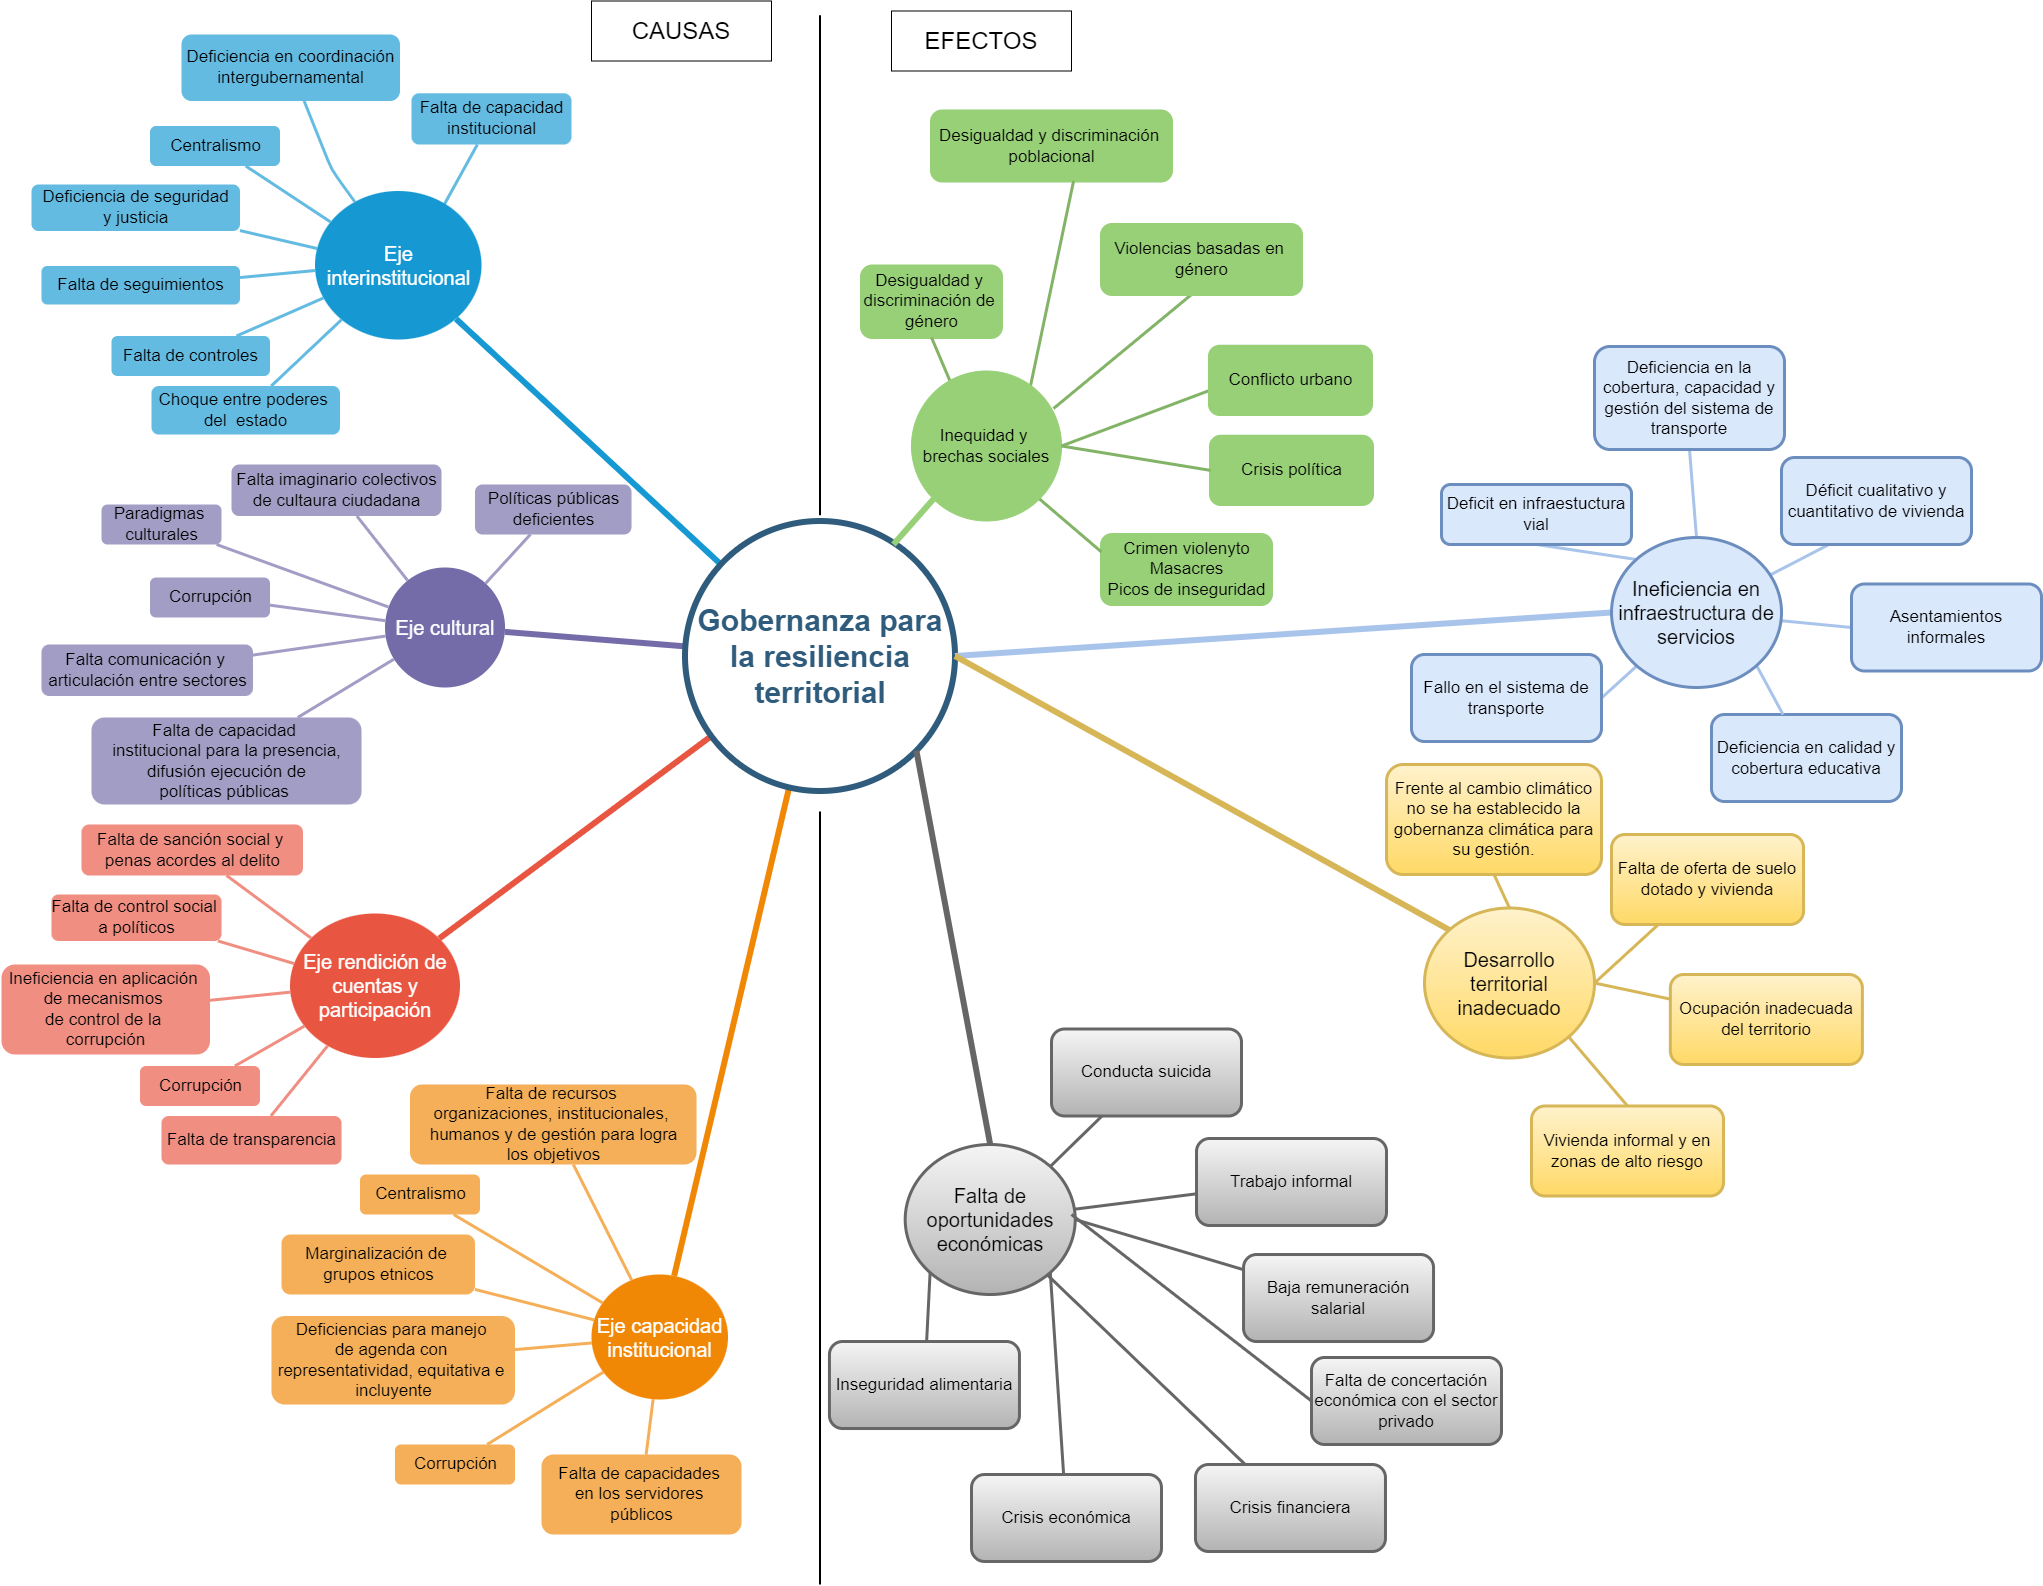 CAUSAS
EFECTOS
Deficiencia en coordinación
intergubernamental
Falta de capacidad
institucional
Centralismo
Deficiencia de seguridad
y justicia
Falta de seguimientos
Falta de controles
Choque entre poderes
del  estado
Eje
interinstitucional
Falta imaginario colectivos
de cultaura ciudadana
Políticas públicas
deficientes
Paradigmas
culturales
Corrupción
Falta comunicación y
articulación entre sectores
Falta de capacidad
institucional para la presencia,
difusión ejecución de
políticas públicas
Eje cultural
Falta de sanción social y
penas acordes al delito
Falta de control social
a políticos
Ineficiencia en aplicación
de mecanismos
de control de la
corrupción
Corrupción
Falta de transparencia
Eje rendición de
cuentas y
participación
Falta de recursos
organizaciones, institucionales,
humanos y de gestión para logra
los objetivos
Centralismo
Marginalización de
grupos etnicos
Deficiencias para manejo
de agenda con
representatividad, equitativa e
incluyente
Corrupción
Falta de capacidades
en los servidores
públicos
Eje capacidad
institucional
Gobernanza para
la resiliencia
territorial
Desigualdad y discriminación
poblacional
Violencias basadas en
género
Desigualdad y
discriminación de
género
Conflicto urbano
Crisis política
Crimen violenyto
Masacres
Picos de inseguridad
Inequidad y
brechas sociales
Deficiencia en la
cobertura, capacidad y
gestión del sistema de
transporte
Deficit en infraestuctura
vial
Déficit cualitativo y
cuantitativo de vivienda
Asentamientos
informales
Fallo en el sistema de
transporte
Deficiencia en calidad y
cobertura educativa
Ineficiencia en
infraestructura de
servicios
Frente al cambio climático
no se ha establecido la
gobernanza climática para
su gestión.
Falta de oferta de suelo
dotado y vivienda
Ocupación inadecuada
del territorio
Vivienda informal y en
zonas de alto riesgo
Desarrollo
territorial
inadecuado
Conducta suicida
Trabajo informal
Baja remuneración
salarial
Falta de concertación
económica con el sector
privado
Crisis financiera
Crisis económica
Inseguridad alimentaria
Falta de
oportunidades
económicas